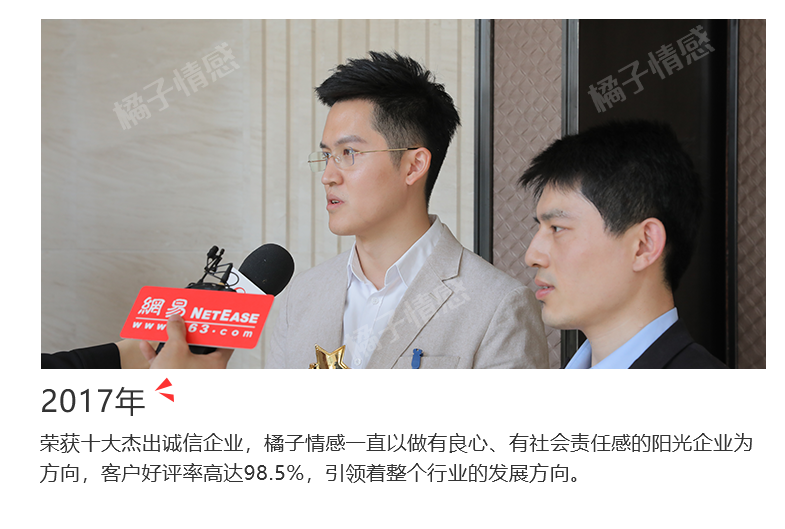 橘子情感
橘子情感
橘子情感
網易 NETEASE
www.163.com
2017年
荣获十大杰出诚信企业，橘子情感一直以做有良心、有社会责任感的阳光企业为
方向，客户好评率高达98.5%，引领着整个行业的发展方向。